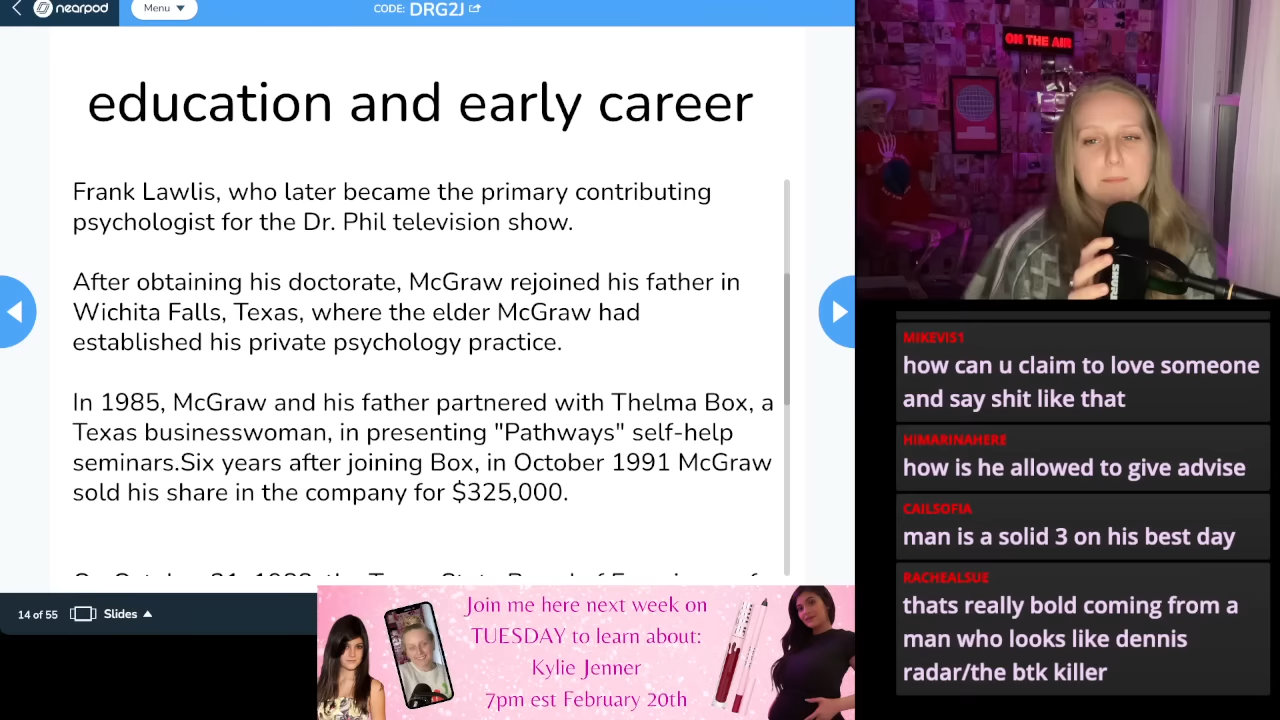 nearpod
Menu
CODE: DRG2J
ON THE AIR
education and early career
Frank Lawlis, who later became the primary contributing
psychologist for the Dr. Phil television show.
After obtaining his doctorate, McGraw rejoined his father in
Wichita Falls, Texas, where the elder McGraw had
established his private psychology practice.
In 1985, McGraw and his father partnered with Thelma Box, a
Texas businesswoman, in presenting "Pathways" self-help
seminars.Six years after joining Box, in October 1991 McGraw
sold his share in the company for $325,000.
14 of 55
Slides
Join me here next week on
TUESDAY to learn about:
Kylie Jenner
7pm est February 20th
SHURE
MIKEVIS1
how can u claim to love someone
and say shit like that
HIMARINAHERE
how is he allowed to give advise
CAILSOFIA
man is a solid 3 on his best day
RACHEALSUE
thats really bold coming from a
man who looks like dennis
radar/the btk killer